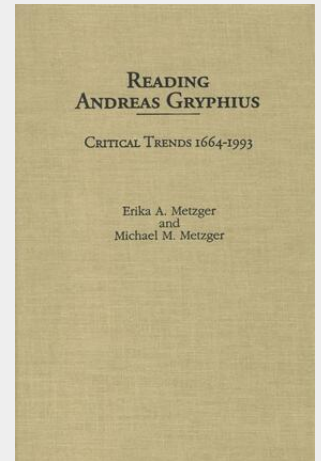 READING
ANDREAS GRYPHIUS
CRITICAL TRENDS 1664-1993
Erika A. Metzger
and
Michael M. Metzger